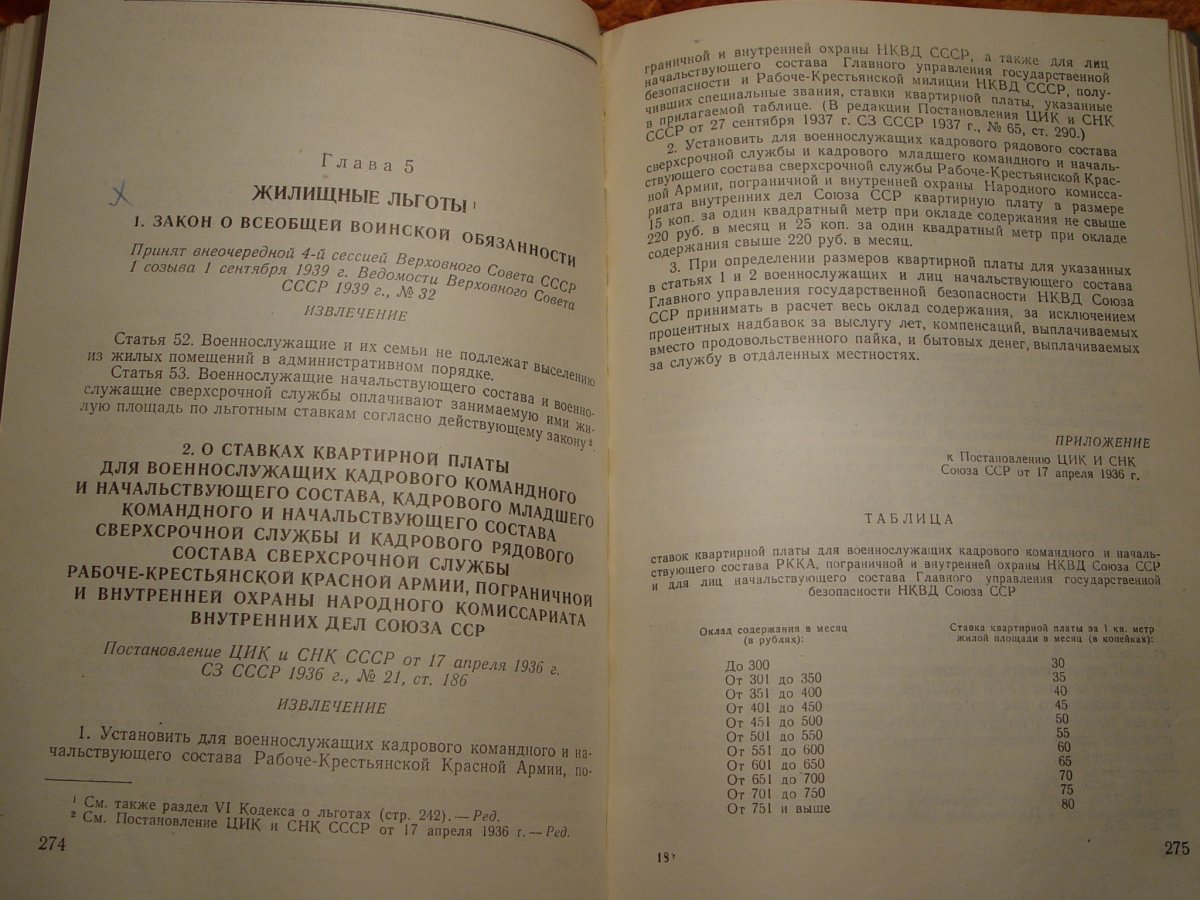 Глава 5
ЖИЛИЩНЫЕ ЛЬГОТЫ ¹
1. ЗАКОН О ВСЕОБЩЕЙ ВОИНСКОЙ ОБЯЗАННОСТИ
Принят внеочередной 4-й сессией Верховного Совета СССР
1 созыва 1 сентября 1939 г. Ведомости Верховного Совета
СССР 1939 г., № 32
ИЗВЛЕЧЕНИЕ
Статья 52. Военнослужащие и их семьи не подлежат выселению
из жилых помещений в административном порядке.
Статья 53. Военнослужащие начальствующего состава и военно-
служащие сверхсрочной службы оплачивают занимаемую ими жи-
лую площадь по льготным ставкам согласно действующему закону ².
2. О СТАВКАХ КВАРТИРНОЙ ПЛАТЫ
ДЛЯ ВОЕННОСЛУЖАЩИХ КАДРОВОГО КОМАНДНОГО
И НАЧАЛЬСТВУЮЩЕГО СОСТАВА, КАДРОВОГО МЛАДШЕГО
КОМАНДНОГО И НАЧАЛЬСТВУЮЩЕГО СОСТАВА
СВЕРХСРОЧНОЙ СЛУЖБЫ И КАДРОВОГО РЯДОВОГО
СОСТАВА СВЕРХСРОЧНОЙ СЛУЖБЫ
РАБОЧЕ-КРЕСТЬЯНСКОЙ КРАСНОЙ АРМИИ, ПОГРАНИЧНОЙ
И ВНУТРЕННЕЙ ОХРАНЫ НАРОДНОГО КОМИССАРИАТА
ВНУТРЕННИХ ДЕЛ СОЮЗА ССР
Постановление ЦИК и СНК СССР от 17 апреля 1936 г.
СЗ СССР 1936 г., № 21, ст. 186
ИЗВЛЕЧЕНИЕ
1. Установить для военнослужащих кадрового командного и на-
чальствующего состава Рабоче-Крестьянской Красной Армии, по-
¹ См. также раздел VI Кодекса о льготах (стр. 242). — Ред.
² См. Постановление ЦИК и СНК СССР от 17 апреля 1936 г. — Ред.
274
граничной и внутренней охраны НКВД СССР, а также для лиц
начальствующего состава Главного управления государственной
безопасности и Рабоче-Крестьянской милиции НКВД СССР, полу-
чивших специальные звания, ставки квартирной платы, указанные
в прилагаемой таблице. (В редакции Постановления ЦИК и СНК
СССР от 27 сентября 1937 г. СЗ СССР 1937 г., № 65, ст. 290.)
2. Установить для военнослужащих кадрового рядового состава
сверхсрочной службы и кадрового младшего командного и началь-
ствующего состава сверхсрочной службы Рабоче-Крестьянской Крас-
ной Армии, пограничной и внутренней охраны Народного комисса-
риата внутренних дел Союза ССР квартирную плату в размере
15 коп. за один квадратный метр при окладе содержания не свыше
220 руб. в месяц и 25 коп. за один квадратный метр при окладе
содержания свыше 220 руб. в месяц.
3. При определении размеров квартирной платы для указанных
в статьях 1 и 2 военнослужащих и лиц начальствующего состава
Главного управления государственной безопасности НКВД Союза
ССР принимать в расчет весь оклад содержания, за исключением
процентных надбавок за выслугу лет, компенсаций, выплачиваемых
вместо продовольственного пайка, и бытовых денег, выплачиваемых
за службу в отдаленных местностях.
ПРИЛОЖЕНИЕ
к Постановлению ЦИК И СНК
Союза ССР от 17 апреля 1936 г.
ТАБЛИЦА
ставок квартирной платы для военнослужащих кадрового командного и началь-
ствующего состава РККА, пограничной и внутренней охраны НКВД Союза ССР
и для лиц начальствующего состава Главного управления государственной
безопасности НКВД Союза ССР
Оклад содержания в месяц (в рублях): Ставка квартирной платы за 1 кв. метр жилой площади в месяц (в копейках):
До 300 30
От 301 до 350 35
От 351 до 400 40
От 401 до 450 45
От 451 до 500 50
От 501 до 550 55
От 551 до 600 60
От 601 до 650 65
От 651 до 700 70
От 701 до 750 75
От 751 и выше 80
275